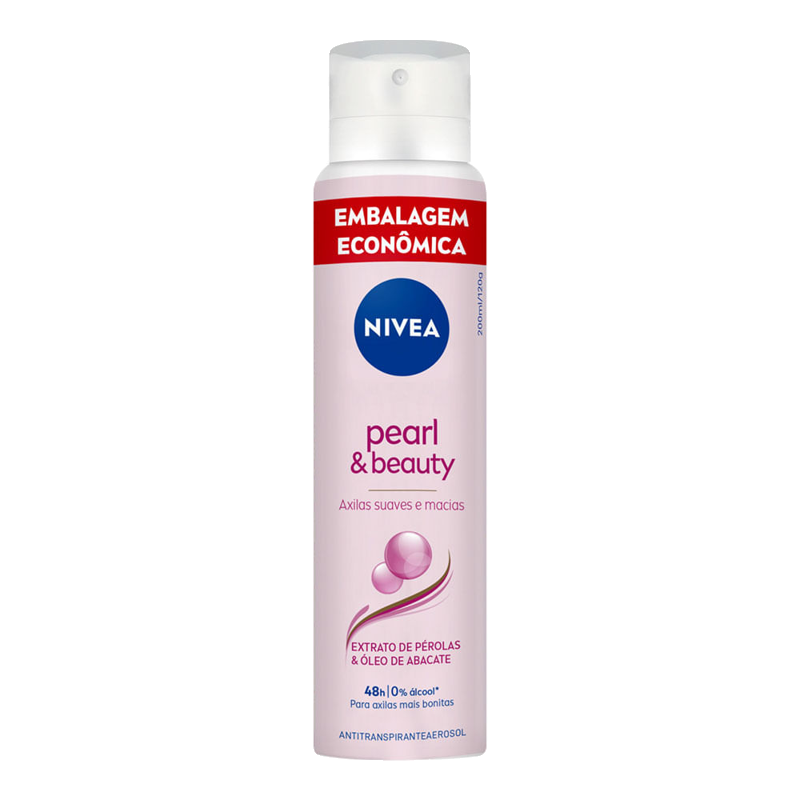 EMBALAGEM
ECONÔMICA
200ml/120g
NIVEA
pearl
& beauty
Axilas suaves e macias
EXTRATO DE PÉROLAS
& ÓLEO DE ABACATE
48h|0% álcool*
Para axilas mais bonitas
ANTITRANSPIRANTEAEROSOL